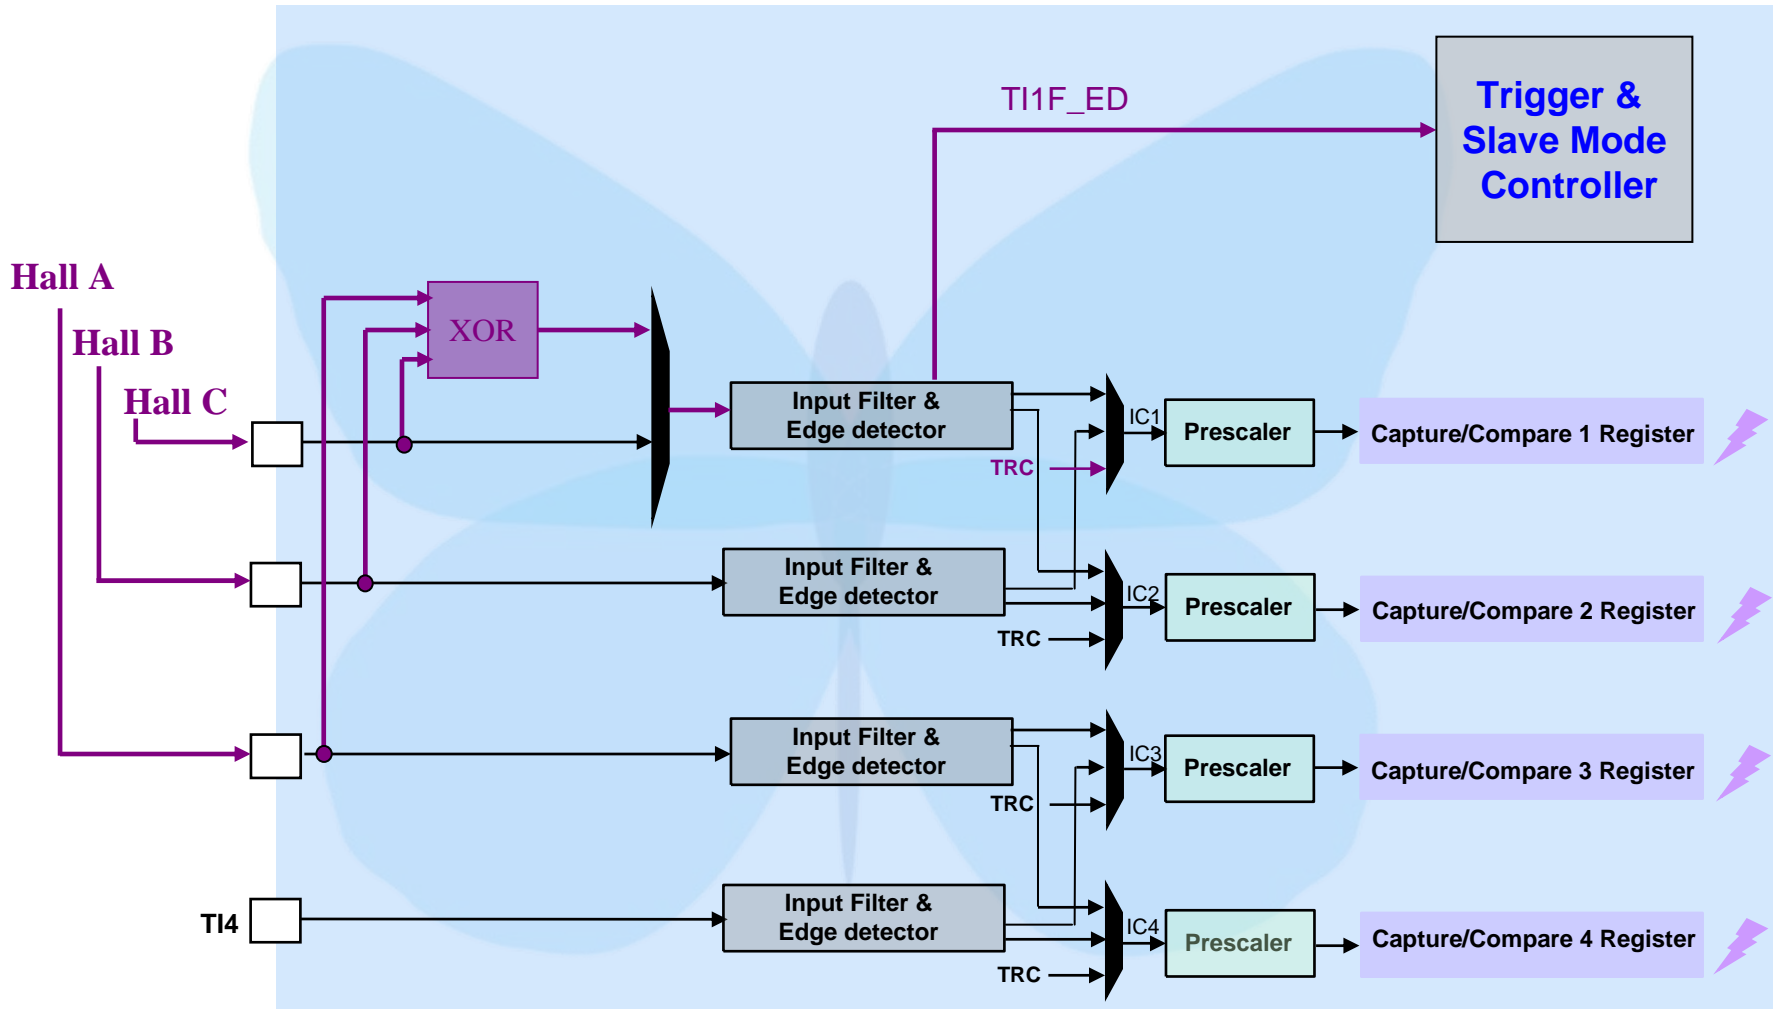 TI1F_ED
Trigger &
Slave Mode
Controller
Hall A
Hall B
Hall C
XOR
Input Filter &
Edge detector
TRC
IC1
Prescaler
Capture/Compare 1 Register
Input Filter &
Edge detector
TRC
IC2
Prescaler
Capture/Compare 2 Register
Input Filter &
Edge detector
TRC
IC3
Prescaler
Capture/Compare 3 Register
TI4
Input Filter &
Edge detector
TRC
IC4
Prescaler
Capture/Compare 4 Register